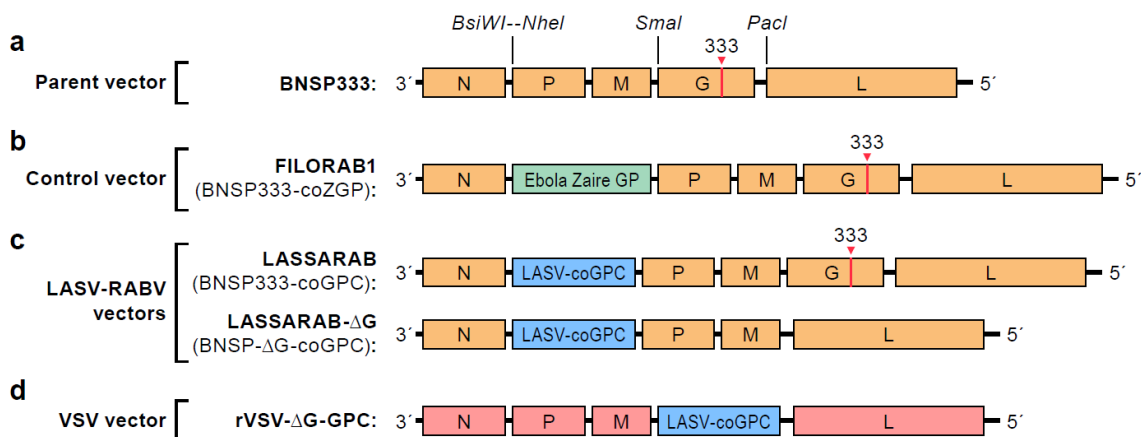 BsiWI--NheI SmaI PacI
a
333
Parent vector BNSP333: 3´ N P M G L 5´
b
333
Control vector FILORAB1
(BNSP333-coZGP): 3´ N Ebola Zaire GP P M G L 5´
c
333
LASV-RABV
vectors
LASSARAB
(BNSP333-coGPC): 3´ N LASV-coGPC P M G L 5´
LASSARAB-ΔG
(BNSP-ΔG-coGPC): 3´ N LASV-coGPC P M L 5´
d
VSV vector rVSV-ΔG-GPC: 3´ N P M LASV-coGPC L 5´